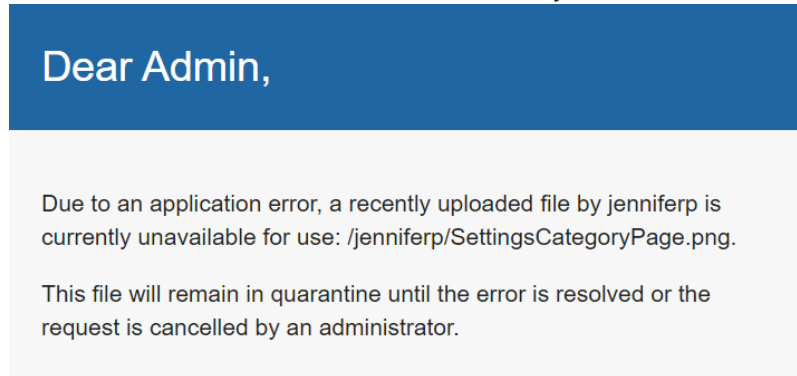 Dear Admin,
Due to an application error, a recently uploaded file by jenniferp is
currently unavailable for use: /jenniferp/SettingsCategoryPage.png.
This file will remain in quarantine until the error is resolved or the
request is cancelled by an administrator.